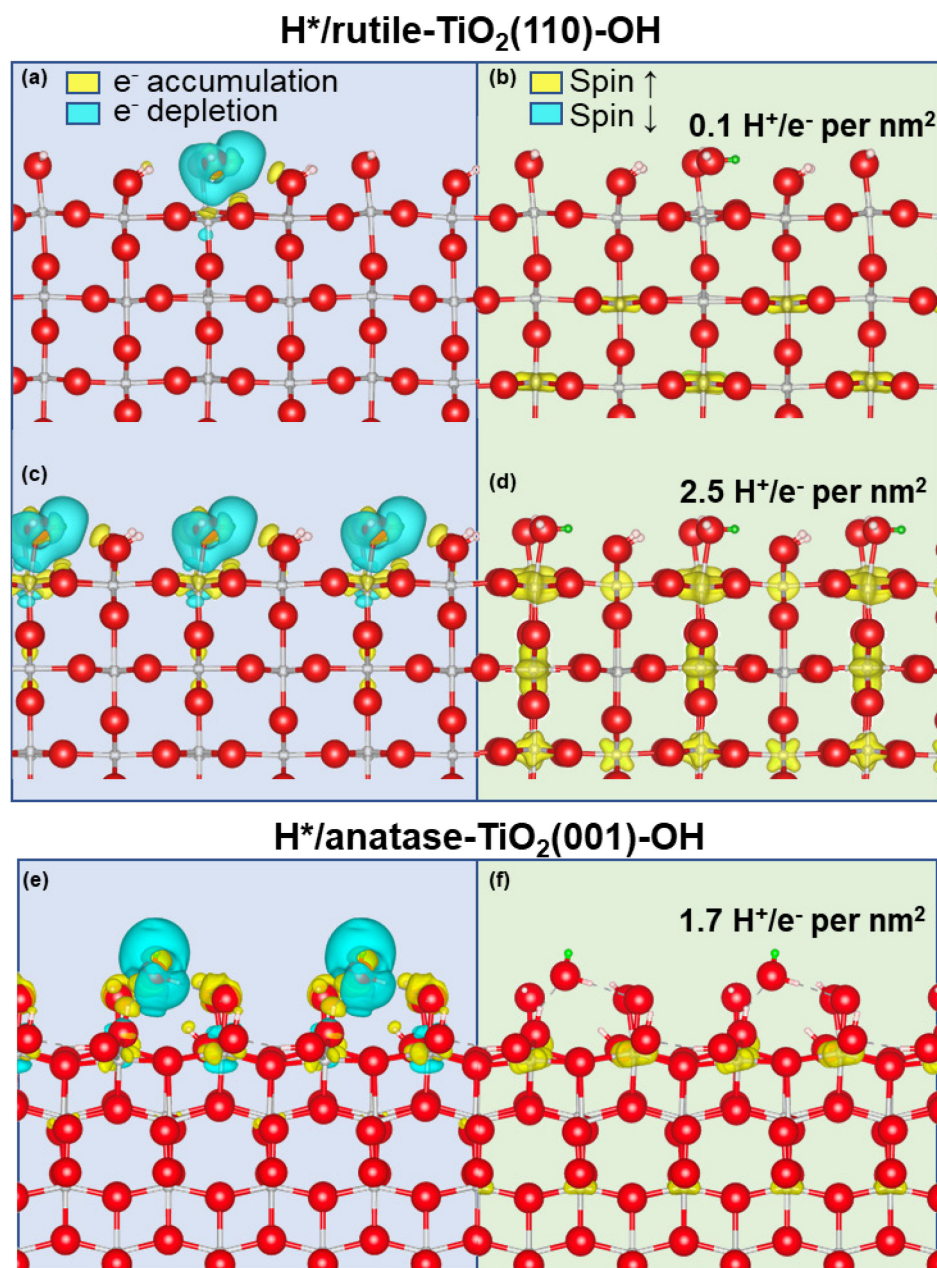 H*/rutile-TiO₂(110)-OH
(a) e⁻ accumulation
e⁻ depletion
(b) Spin ↑
Spin ↓
0.1 H⁺/e⁻ per nm²
(c)
(d)
2.5 H⁺/e⁻ per nm²
H*/anatase-TiO₂(001)-OH
(e)
(f)
1.7 H⁺/e⁻ per nm²